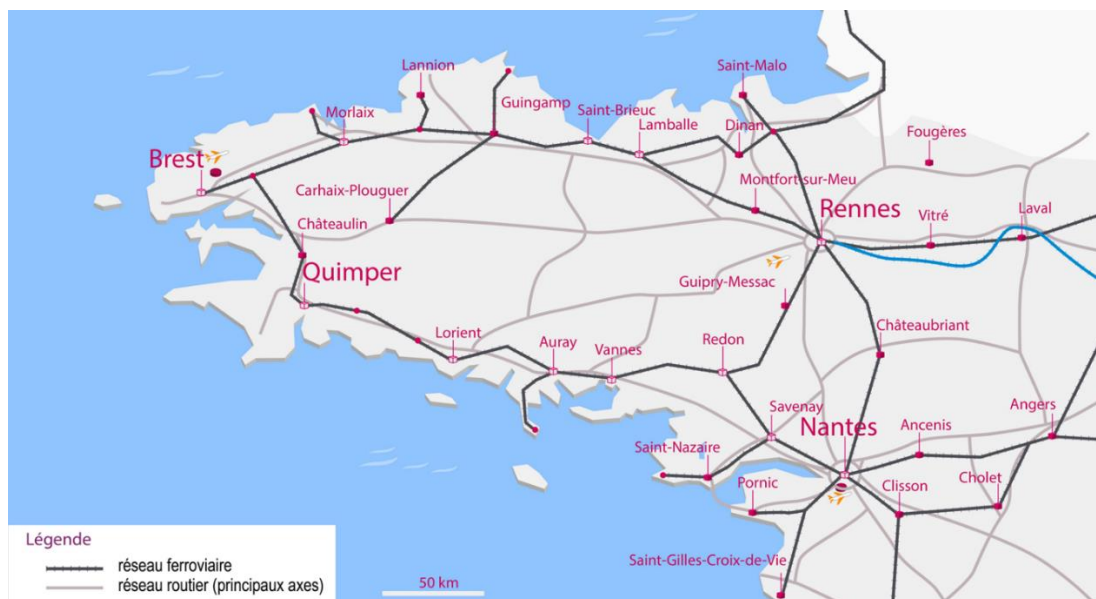 Lannion
Saint-Malo
Guingamp
Saint-Brieuc
Morlaix
Lamballe
Dinan
Fougères
Brest
Carhaix-Plouguer
Montfort-sur-Meu
Rennes
Vitré
Laval
Châteaulin
Quimper
Guipry-Messac
Châteaubriant
Lorient
Auray
Vannes
Redon
Savenay
Nantes
Ancenis
Angers
Saint-Nazaire
Pornic
Clisson
Cholet
Saint-Gilles-Croix-de-Vie
Légende
réseau ferroviaire
réseau routier (principaux axes)
50 km